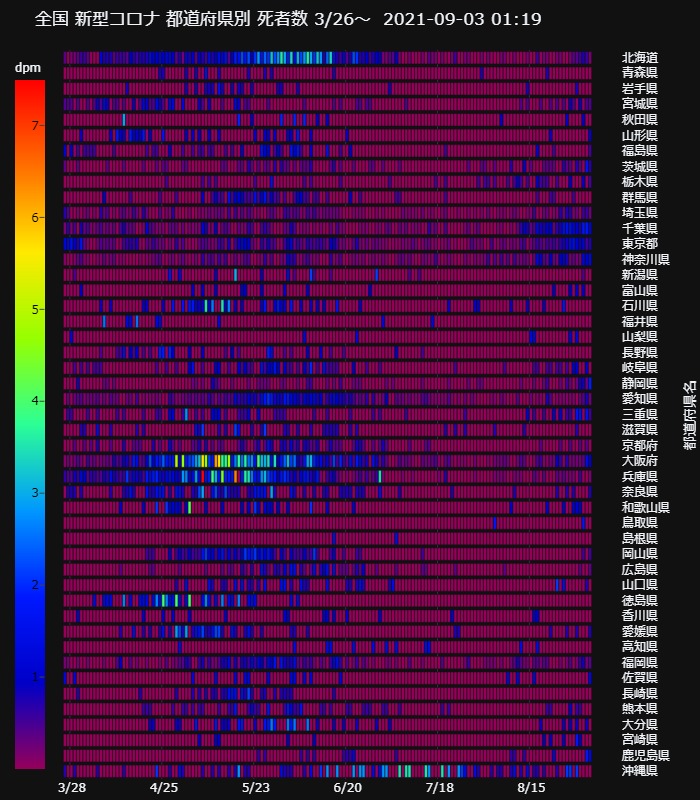 全国 新型コロナ 都道府県別 死者数 3/26～ 2021-09-03 01:19
dpm
7
6
5
4
3
2
1
北海道
青森県
岩手県
宮城県
秋田県
山形県
福島県
茨城県
栃木県
群馬県
埼玉県
千葉県
東京都
神奈川県
新潟県
富山県
石川県
福井県
山梨県
長野県
岐阜県
静岡県
愛知県
三重県
滋賀県
京都府
大阪府
兵庫県
奈良県
和歌山県
鳥取県
島根県
岡山県
広島県
山口県
徳島県
香川県
愛媛県
高知県
福岡県
佐賀県
長崎県
熊本県
大分県
宮崎県
鹿児島県
沖縄県
都道府県名
3/28 4/25 5/23 6/20 7/18 8/15